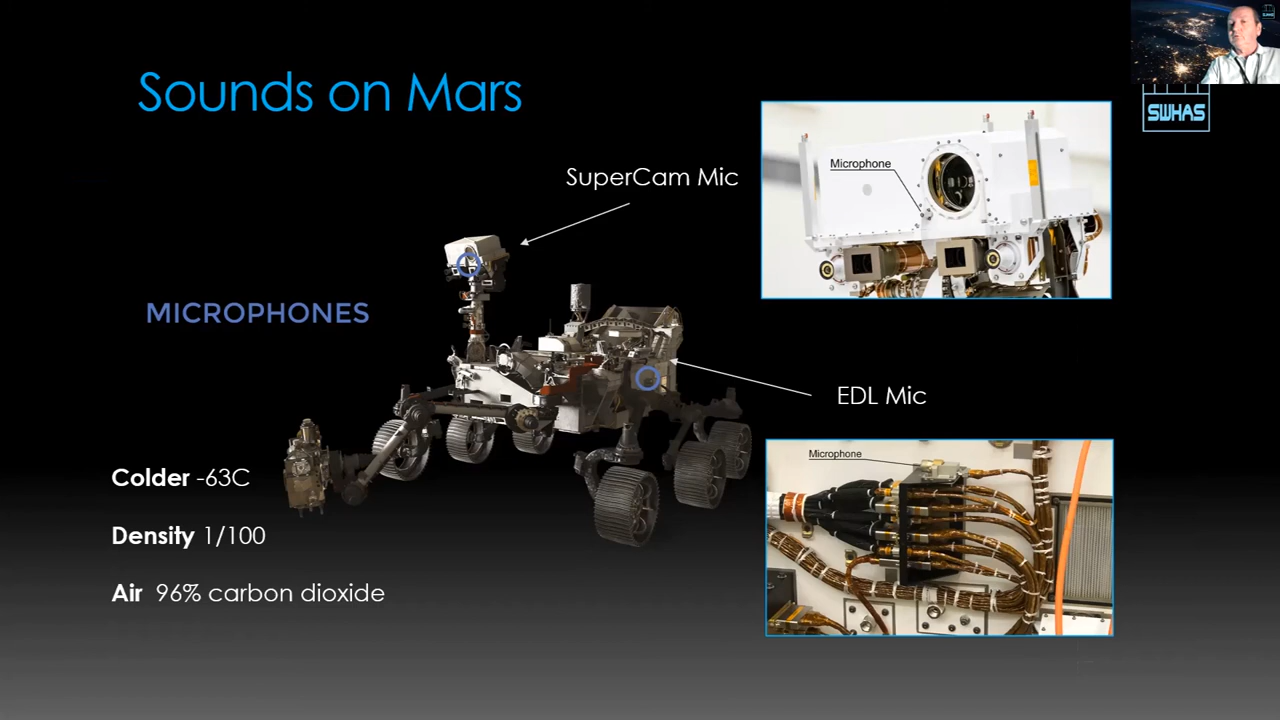 Sounds on Mars
SWHAS
SuperCam Mic
Microphone
MICROPHONES
EDL Mic
Microphone
Colder -63C
Density 1/100
Air 96% carbon dioxide